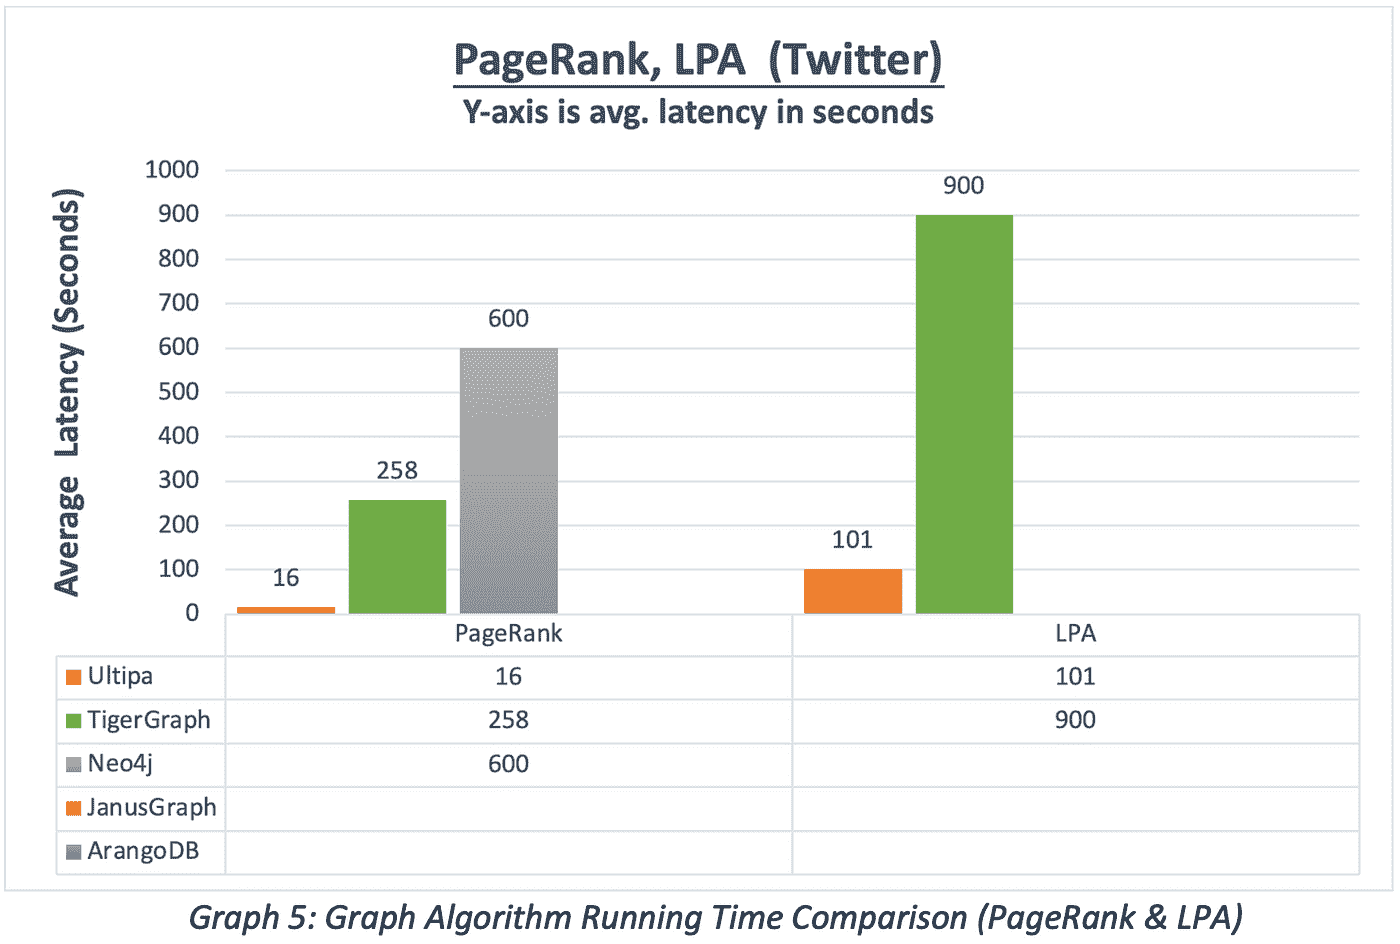 PageRank, LPA (Twitter)
Y-axis is avg. latency in seconds
Average Latency (Seconds)
1000
900
800
700
600
500
400
300
200
100
0
16
258
600
101
900
PageRank LPA
Ultipa 16 101
TigerGraph 258 900
Neo4j 600
JanusGraph
ArangoDB
Graph 5: Graph Algorithm Running Time Comparison (PageRank & LPA)